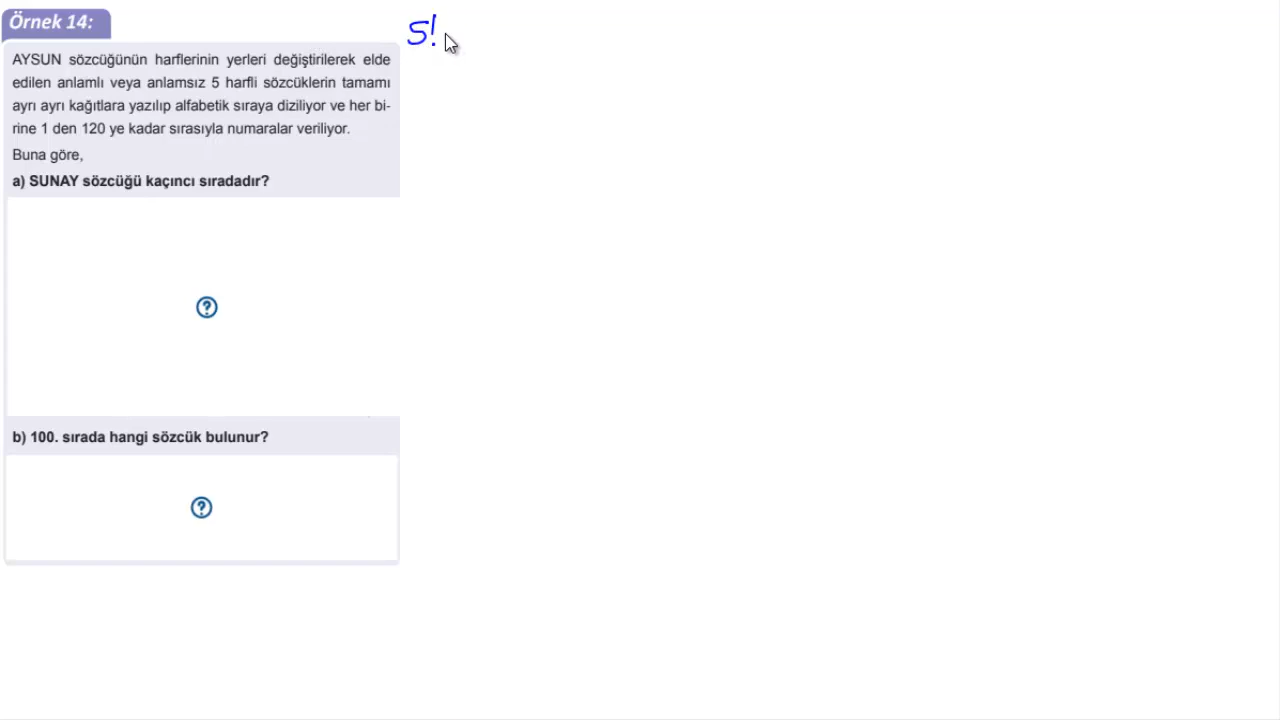 Örnek 14:
5!
AYSUN sözcüğünün harflerinin yerleri değiştirilerek elde
edilen anlamlı veya anlamsız 5 harfli sözcüklerin tamamı
ayrı ayrı kağıtlara yazılıp alfabetik sıraya diziliyor ve her bi-
rine 1 den 120 ye kadar sırasıyla numaralar veriliyor.
Buna göre,
a) SUNAY sözcüğü kaçıncı sıradadır?
?
b) 100. sırada hangi sözcük bulunur?
?